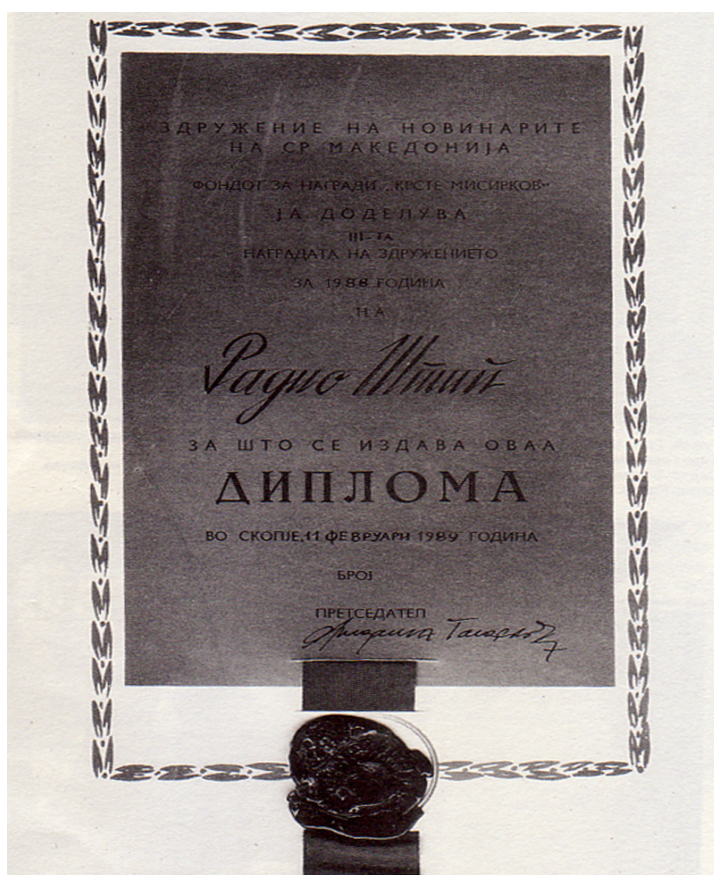 ЗДРУЖЕНИЕ НА НОВИНАРИТЕ
НА СР МАКЕДОНИЈА
ФОНДОТ ЗА НАГРАДИ „КРСТЕ МИСИРКОВ“
ЈА ДОДЕЛУВА
III-ТА
НАГРАДАТА НА ЗДРУЖЕНИЕТО
ЗА 1988 ГОДИНА
НА
Радио Штип
ЗА ШТО СЕ ИЗДАВА ОВАА
ДИПЛОМА
ВО СКОПЈЕ, 11 ФЕВРУАРИ 1989 ГОДИНА
БРОЈ
ПРЕТСЕДАТЕЛ